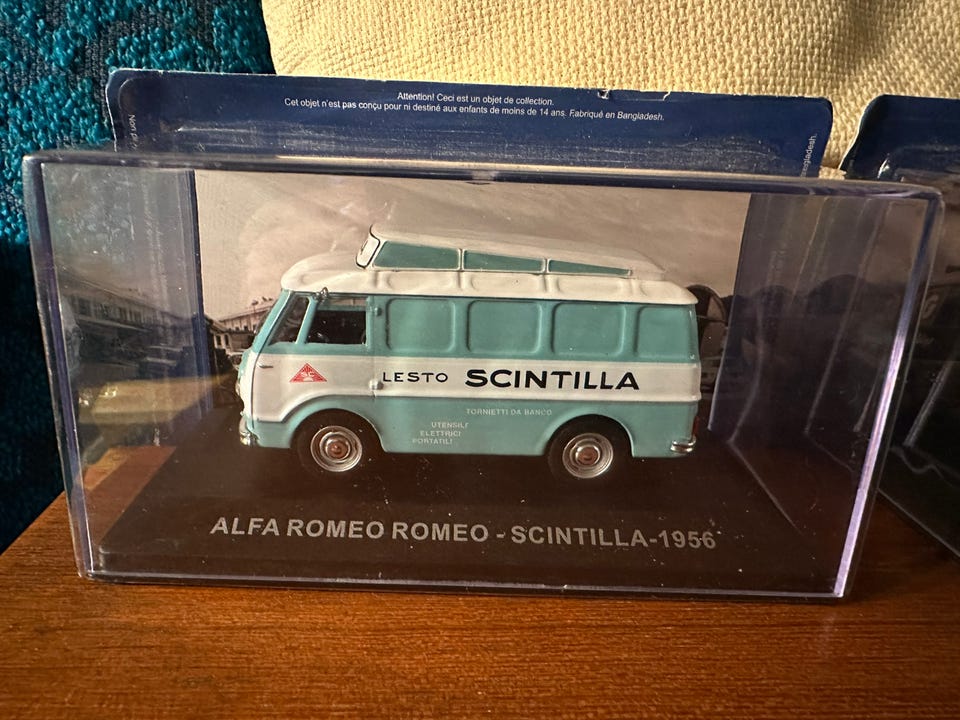 Attention! Ceci est un objet de collection.
Cet objet n'est pas conçu pour ni destiné aux enfants de moins de 14 ans. Fabriqué en Bangladesh.
LESTO SCINTILLA
TORNIETTI DA BANCO
UTENSILI
ELETTRICI
PORTATILI
ALFA ROMEO ROMEO - SCINTILLA-1956